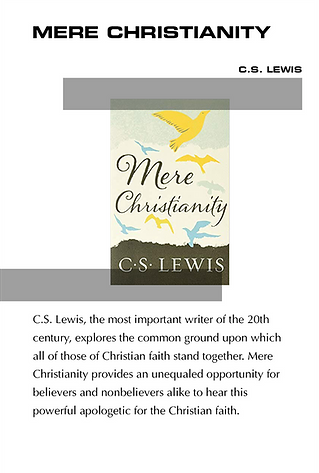 MERE CHRISTIANITY
C.S. LEWIS
Mere
Christianity
C·S·LEWIS
C.S. Lewis, the most important writer of the 20th
century, explores the common ground upon which
all of those of Christian faith stand together. Mere
Christianity provides an unequaled opportunity for
believers and nonbelievers alike to hear this
powerful apologetic for the Christian faith.